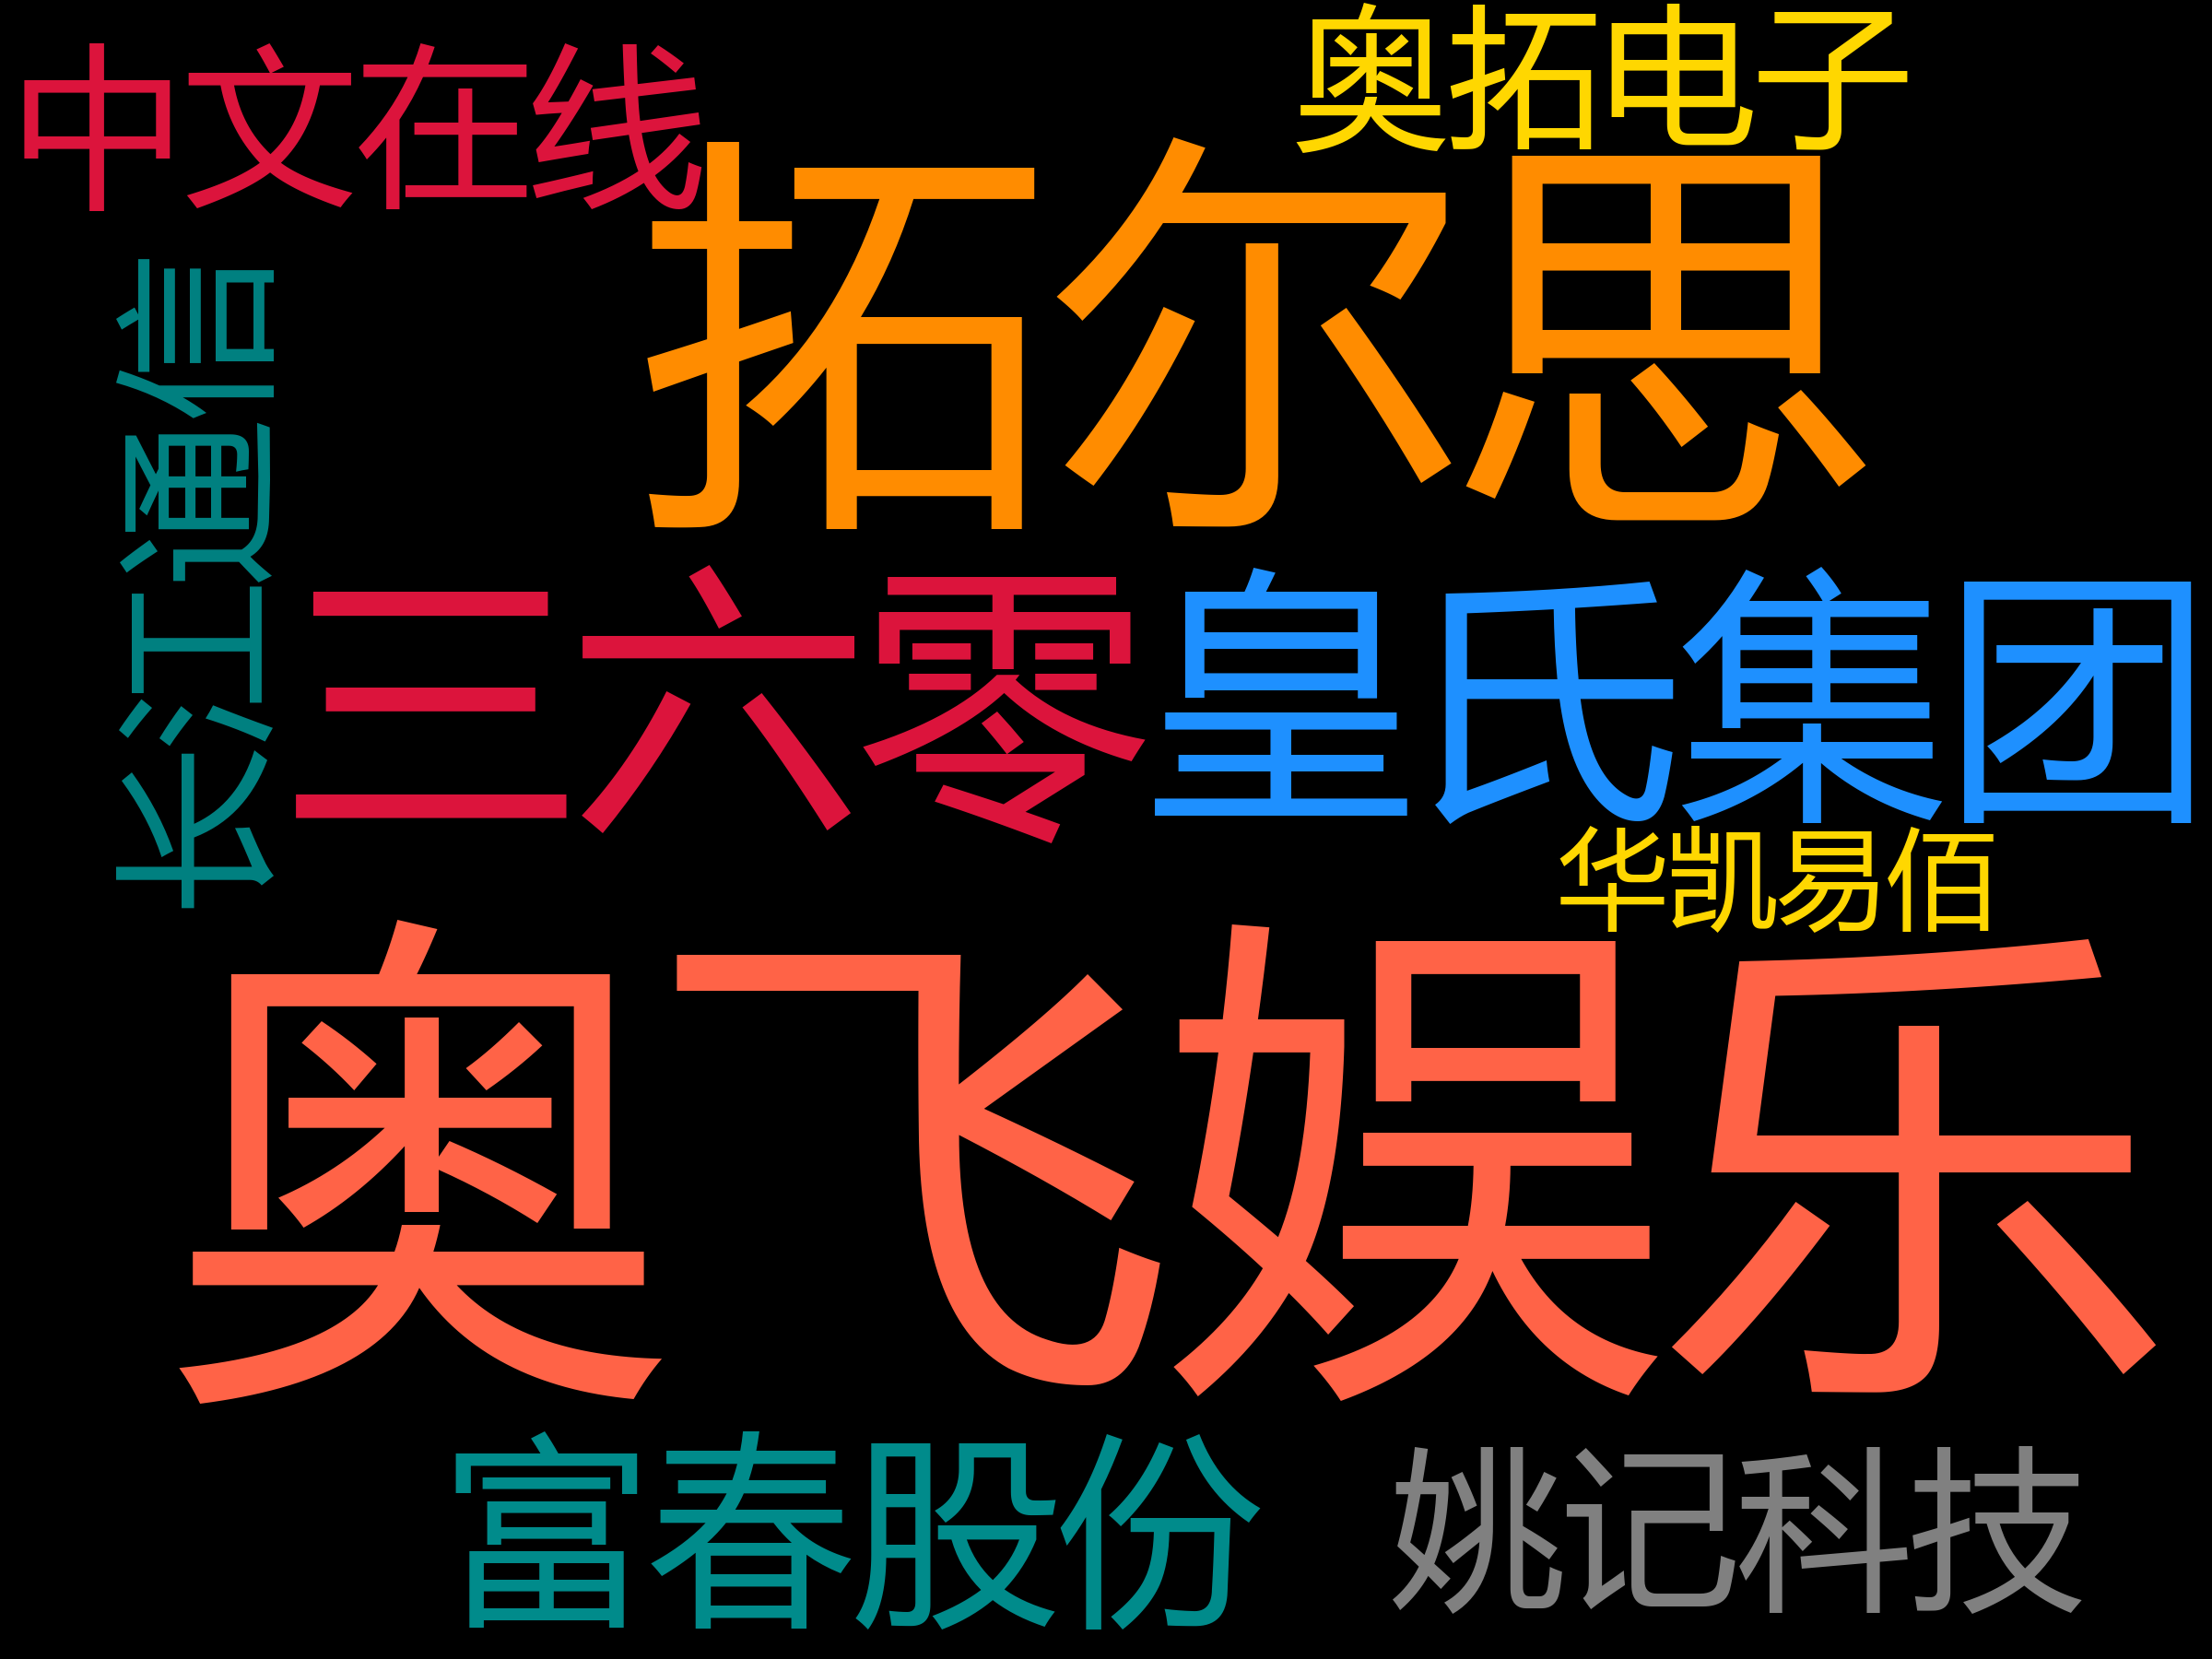 奥拓电子
中文在线
拓尔思
长江通信
三六零
皇氏集团
华凯易佰
奥飞娱乐
富春股份
姚记科技